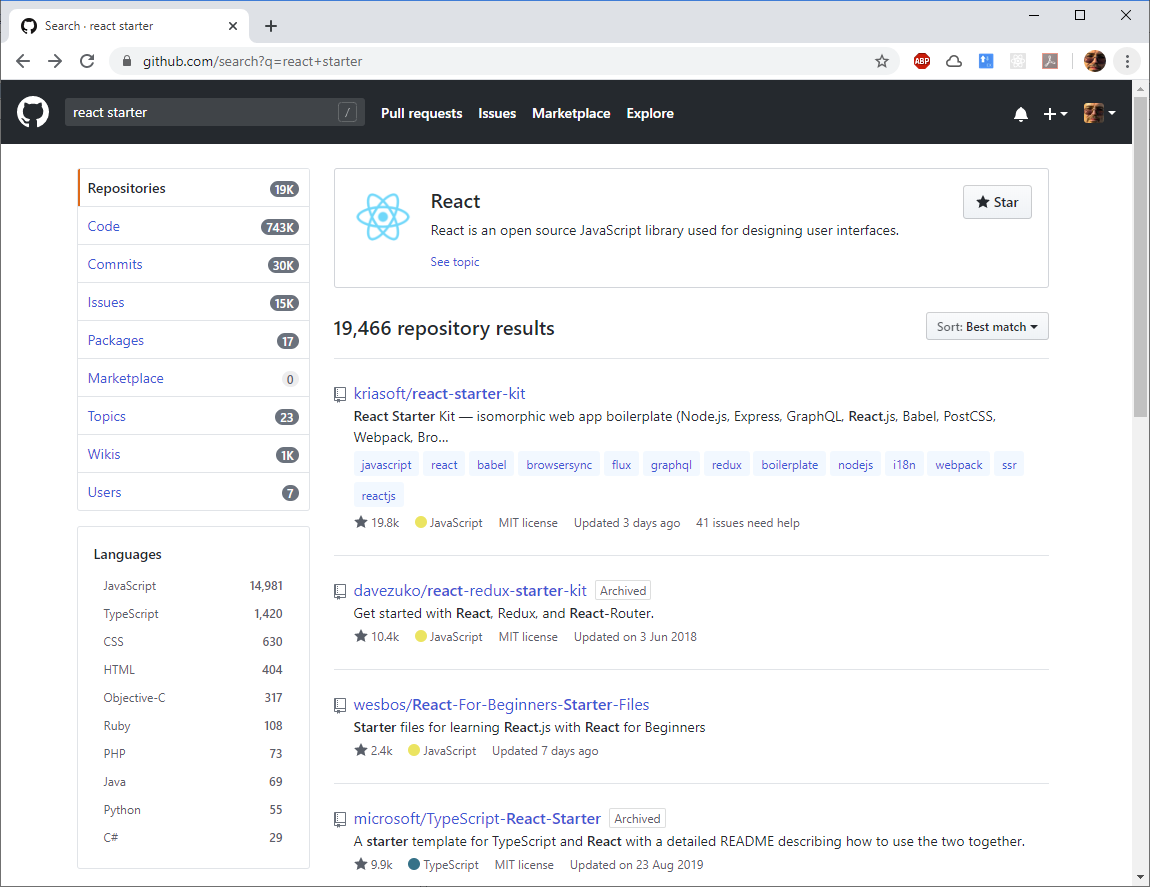 Search · react starter
github.com/search?q=react+starter
ABP
react starter
/
Pull requests
Issues
Marketplace
Explore
Repositories 19K
Code 743K
Commits 30K
Issues 15K
Packages 17
Marketplace 0
Topics 23
Wikis 1K
Users 7
Languages
JavaScript 14,981
TypeScript 1,420
CSS 630
HTML 404
Objective-C 317
Ruby 108
PHP 73
Java 69
Python 55
C# 29
React
Star
React is an open source JavaScript library used for designing user interfaces.
See topic
19,466 repository results
Sort: Best match
kriasoft/react-starter-kit
React Starter Kit — isomorphic web app boilerplate (Node.js, Express, GraphQL, React.js, Babel, PostCSS,
Webpack, Bro...
javascript react babel browsersync flux graphql redux boilerplate nodejs i18n webpack ssr
reactjs
19.8k JavaScript MIT license Updated 3 days ago 41 issues need help
davezuko/react-redux-starter-kit Archived
Get started with React, Redux, and React-Router.
10.4k JavaScript MIT license Updated on 3 Jun 2018
wesbos/React-For-Beginners-Starter-Files
Starter files for learning React.js with React for Beginners
2.4k JavaScript Updated 7 days ago
microsoft/TypeScript-React-Starter Archived
A starter template for TypeScript and React with a detailed README describing how to use the two together.
9.9k TypeScript MIT license Updated on 23 Aug 2019